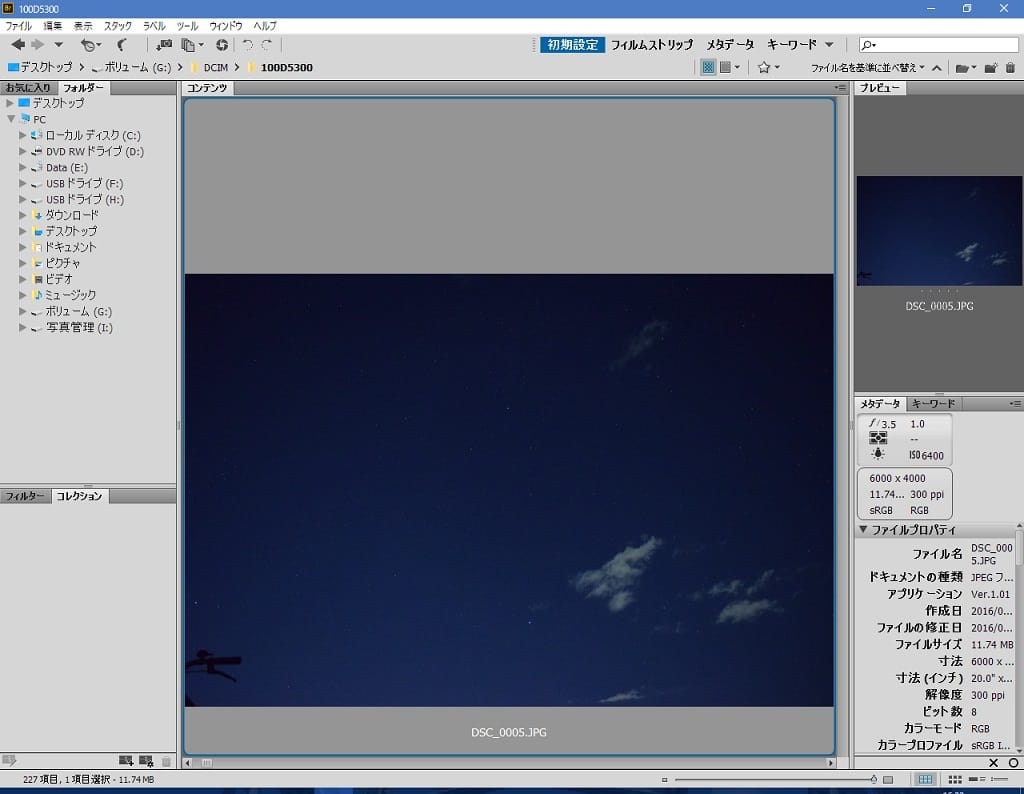 Br 100D5300
ファイル 編集 表示 スタック ラベル ツール ウィンドウ ヘルプ
初期設定 フィルムストリップ メタデータ キーワード
デスクトップ > ボリューム (G:) > DCIM > 100D5300
ファイル名を基準に並べ替え
お気に入り フォルダー
デスクトップ
PC
ローカル ディスク (C:)
DVD RW ドライブ (D:)
Data (E:)
USB ドライブ (F:)
USB ドライブ (H:)
ダウンロード
デスクトップ
ドキュメント
ピクチャ
ビデオ
ミュージック
ボリューム (G:)
写真管理 (I:)
フィルター コレクション
コンテンツ
DSC_0005.JPG
プレビュー
DSC_0005.JPG
メタデータ キーワード
f/3.5 1.0
--
ISO6400
6000 x 4000
11.74... 300 ppi
sRGB RGB
ファイルプロパティ
ファイル名 DSC_000
5.JPG
ドキュメントの種類 JPEG フ...
アプリケーション Ver.1.01
作成日 2016/0...
ファイルの修正日 2016/0...
ファイルサイズ 11.74 MB
寸法 6000 x ...
寸法 (インチ) 20.0" x...
解像度 300 ppi
ビット数 8
カラーモード RGB
カラープロファイル sRGB I...
227 項目, 1 項目選択 - 11.74 MB